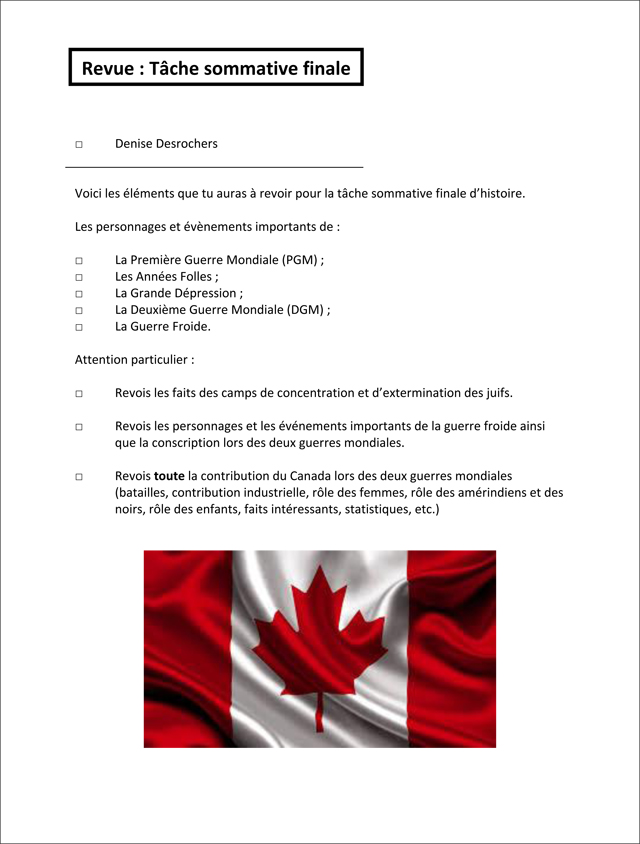 Revue : Tâche sommative finale
□ Denise Desrochers
Voici les éléments que tu auras à revoir pour la tâche sommative finale d’histoire.
Les personnages et évènements importants de :
□ La Première Guerre Mondiale (PGM) ;
□ Les Années Folles ;
□ La Grande Dépression ;
□ La Deuxième Guerre Mondiale (DGM) ;
□ La Guerre Froide.
Attention particulier :
□ Revois les faits des camps de concentration et d’extermination des juifs.
□ Revois les personnages et les événements importants de la guerre froide ainsi
que la conscription lors des deux guerres mondiales.
□ Revois toute la contribution du Canada lors des deux guerres mondiales
(batailles, contribution industrielle, rôle des femmes, rôle des amérindiens et des
noirs, rôle des enfants, faits intéressants, statistiques, etc.)